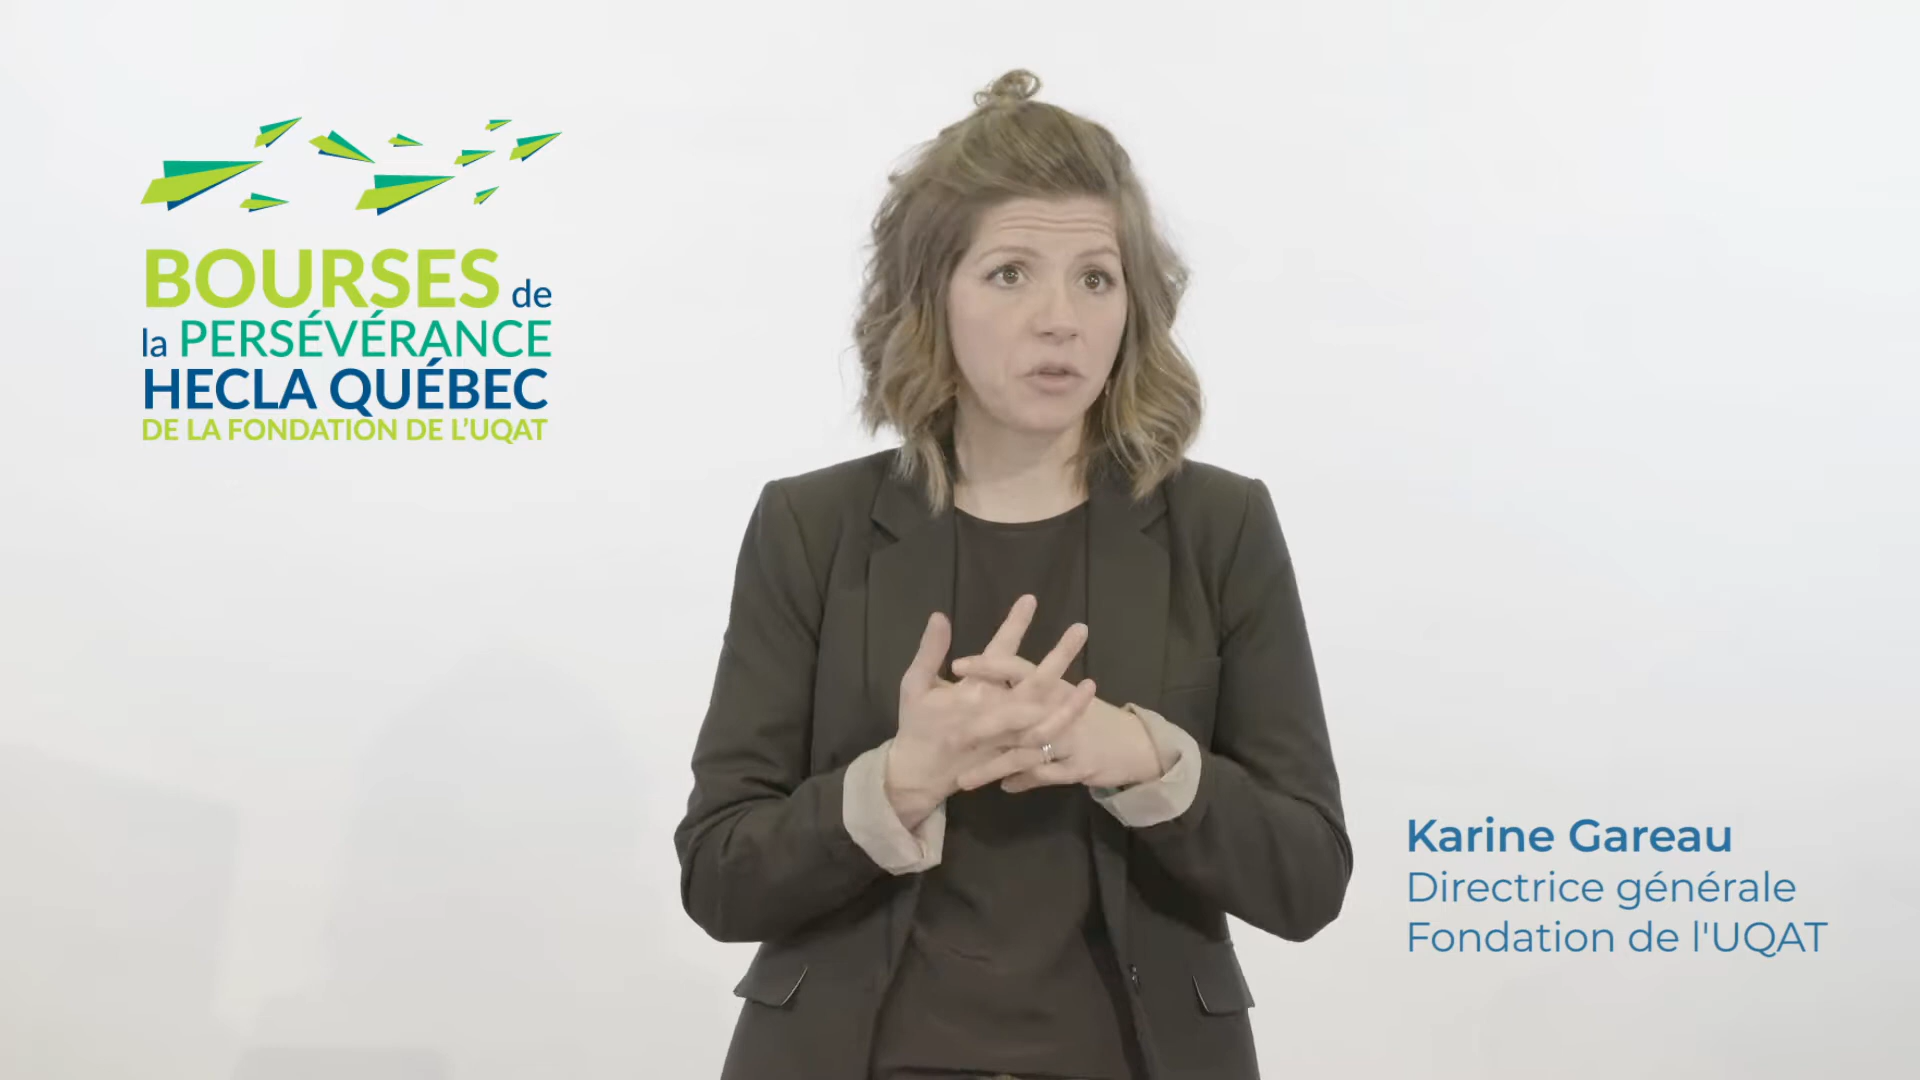 BOURSES de
la PERSÉVÉRANCE
HECLA QUÉBEC
DE LA FONDATION DE L'UQAT
Karine Gareau
Directrice générale
Fondation de l'UQAT